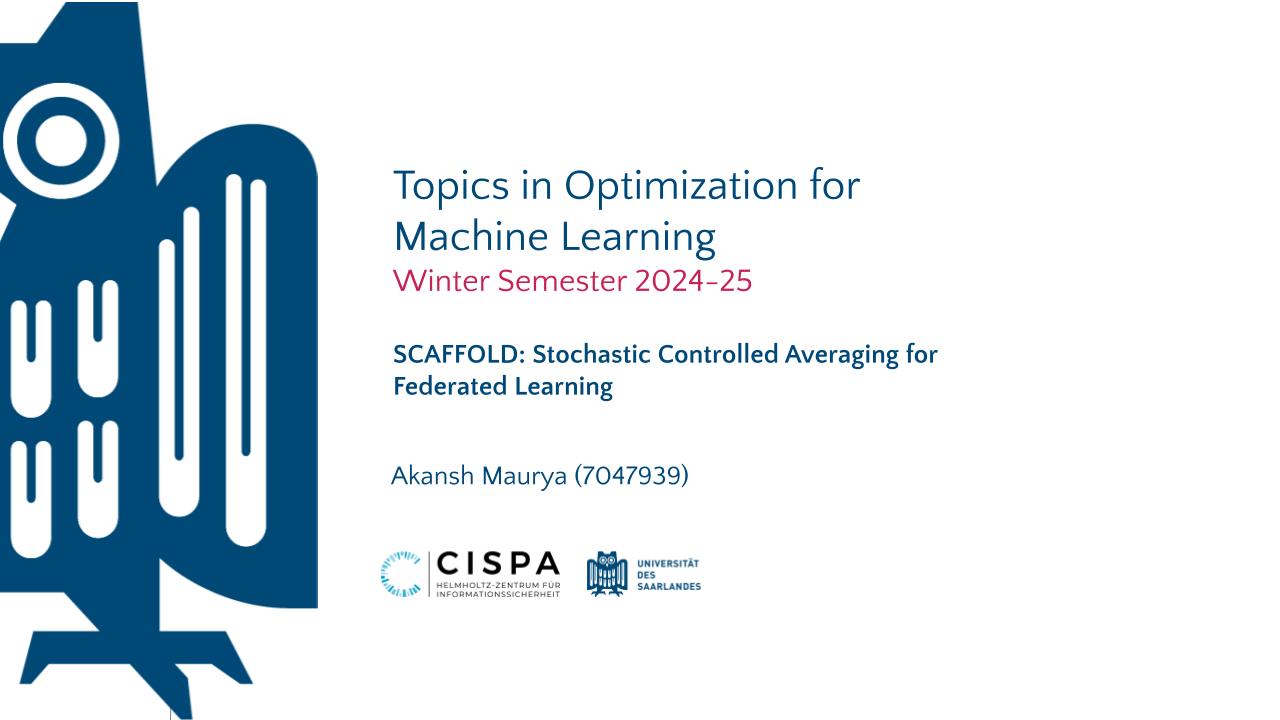 Topics in Optimization for
Machine Learning
Winter Semester 2024-25
SCAFFOLD: Stochastic Controlled Averaging for
Federated Learning
Akansh Maurya (7047939)
CISPA
HELMHOLTZ-ZENTRUM FÜR
INFORMATIONSSICHERHEIT
UNIVERSITÄT
DES
SAARLANDES